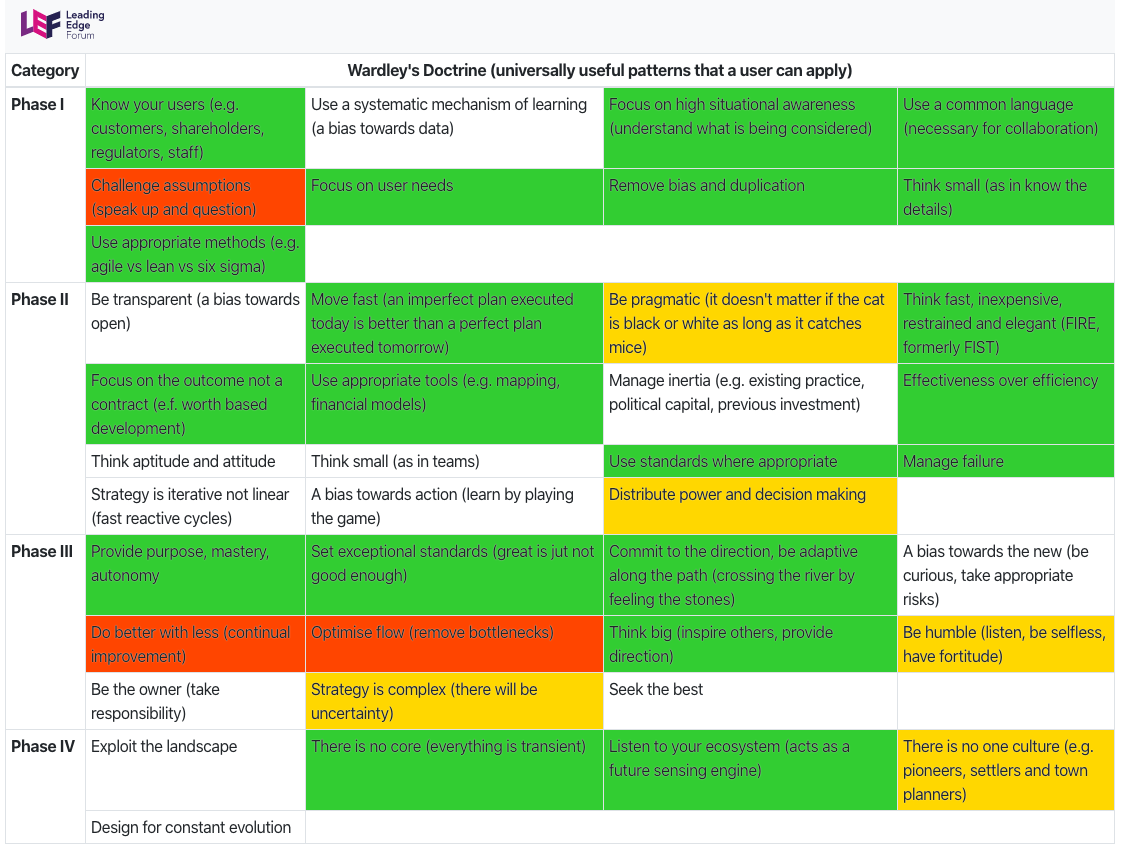 LEF Leading
Edge
Forum
Category
Wardley's Doctrine (universally useful patterns that a user can apply)
Phase I
Know your users (e.g.
customers, shareholders,
regulators, staff)
Use a systematic mechanism of learning
(a bias towards data)
Focus on high situational awareness
(understand what is being considered)
Use a common language
(necessary for collaboration)
Challenge assumptions
(speak up and question)
Focus on user needs
Remove bias and duplication
Think small (as in know the
details)
Use appropriate methods (e.g.
agile vs lean vs six sigma)
Phase II
Be transparent (a bias towards
open)
Move fast (an imperfect plan executed
today is better than a perfect plan
executed tomorrow)
Be pragmatic (it doesn't matter if the cat
is black or white as long as it catches
mice)
Think fast, inexpensive,
restrained and elegant (FIRE,
formerly FIST)
Focus on the outcome not a
contract (e.f. worth based
development)
Use appropriate tools (e.g. mapping,
financial models)
Manage inertia (e.g. existing practice,
political capital, previous investment)
Effectiveness over efficiency
Think aptitude and attitude
Think small (as in teams)
Use standards where appropriate
Manage failure
Strategy is iterative not linear
(fast reactive cycles)
A bias towards action (learn by playing
the game)
Distribute power and decision making
Phase III
Provide purpose, mastery,
autonomy
Set exceptional standards (great is jut not
good enough)
Commit to the direction, be adaptive
along the path (crossing the river by
feeling the stones)
A bias towards the new (be
curious, take appropriate
risks)
Do better with less (continual
improvement)
Optimise flow (remove bottlenecks)
Think big (inspire others, provide
direction)
Be humble (listen, be selfless,
have fortitude)
Be the owner (take
responsibility)
Strategy is complex (there will be
uncertainty)
Seek the best
Phase IV
Exploit the landscape
There is no core (everything is transient)
Listen to your ecosystem (acts as a
future sensing engine)
There is no one culture (e.g.
pioneers, settlers and town
planners)
Design for constant evolution